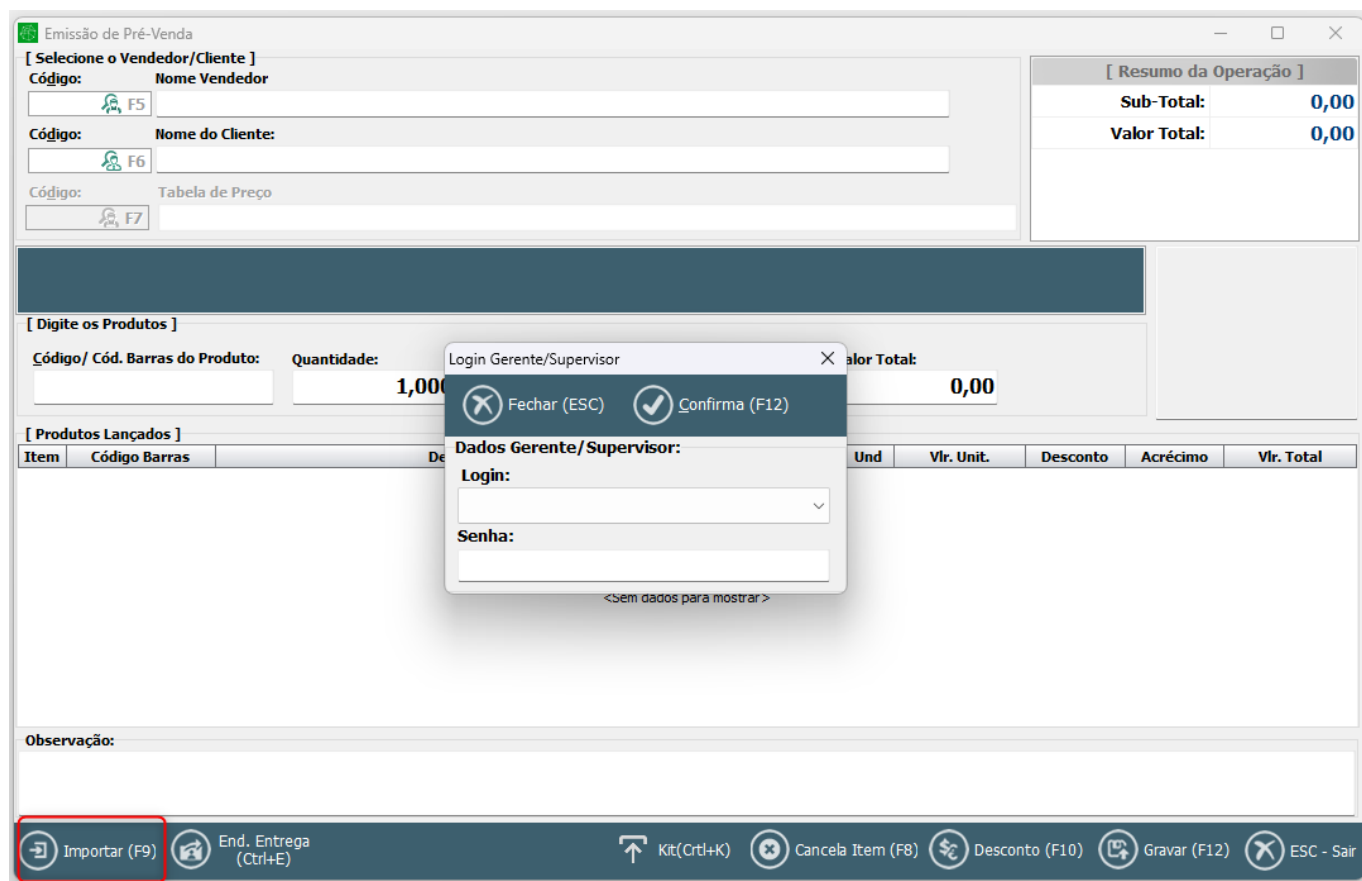 Emissão de Pré-Venda
[ Selecione o Vendedor/Cliente ]
Código: Nome Vendedor
F5
Código: Nome do Cliente:
F6
Código: Tabela de Preço
F7
[ Resumo da Operação ]
Sub-Total: 0,00
Valor Total: 0,00
[ Digite os Produtos ]
Código/ Cód. Barras do Produto: Quantidade: alor Total:
1,000 0,00
Login Gerente/Supervisor
Fechar (ESC) Confirma (F12)
Dados Gerente/Supervisor:
Login:
Senha:
[ Produtos Lançados ]
Item Código Barras De Und Vlr. Unit. Desconto Acrécimo Vlr. Total
<Sem dados para mostrar>
Observação:
Importar (F9) End. Entrega (Ctrl+E) Kit(Crtl+K) Cancela Item (F8) Desconto (F10) Gravar (F12) ESC - Sair